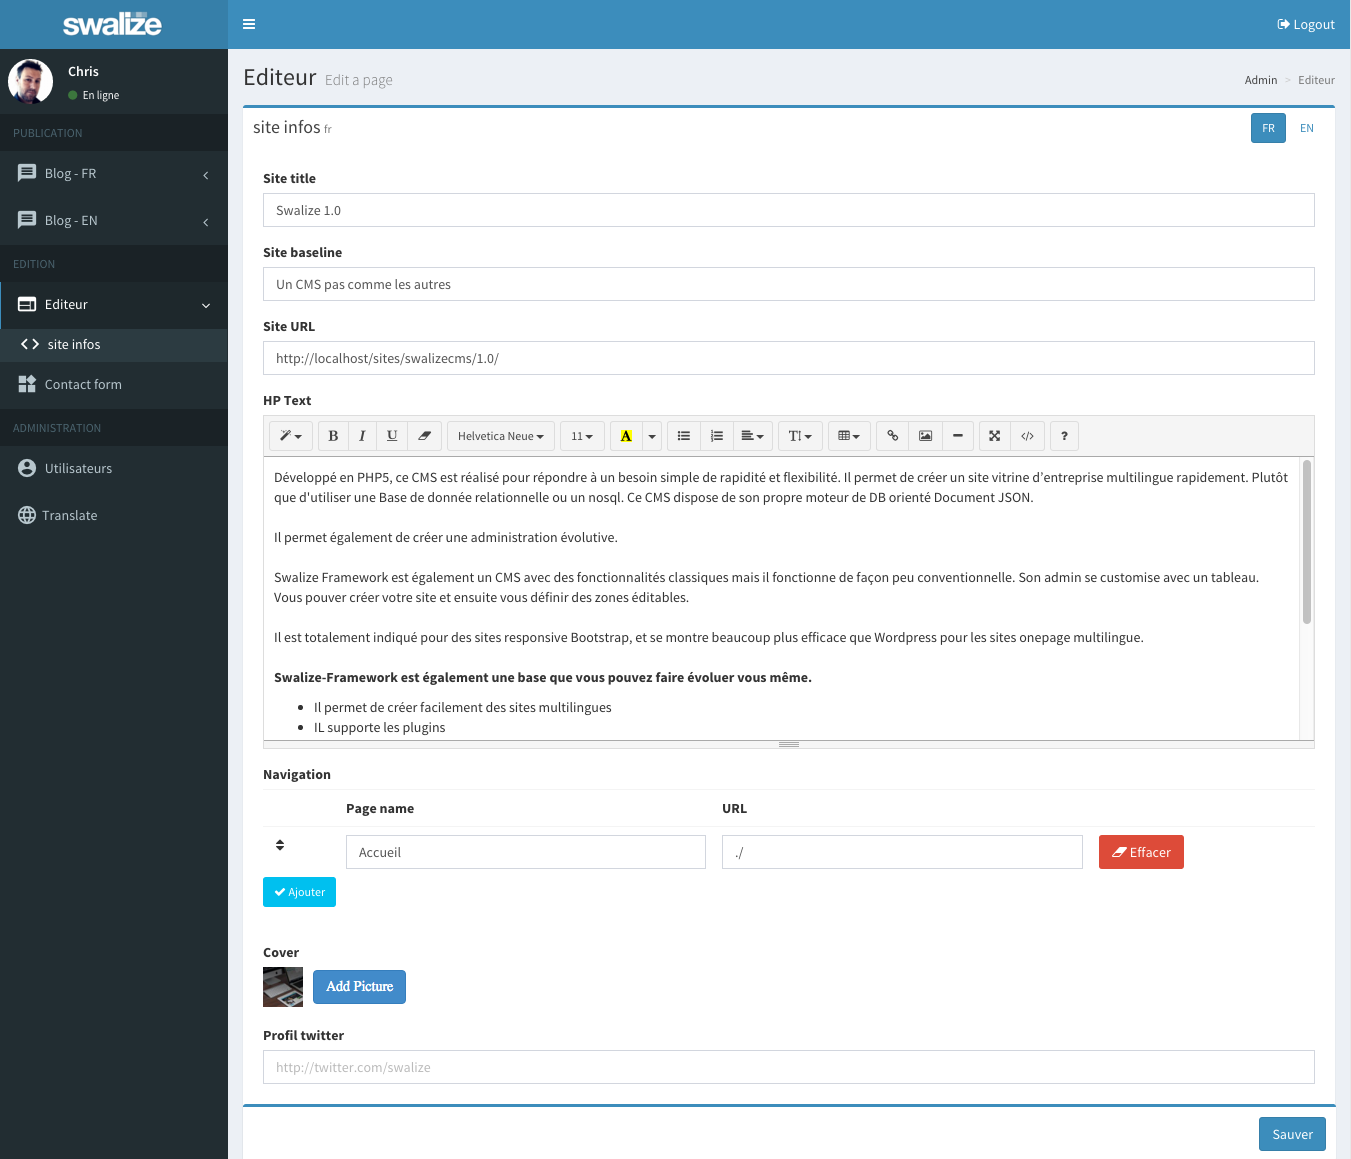 swalize
Logout
Chris
En ligne
PUBLICATION
Blog - FR
Blog - EN
EDITION
Editeur
site infos
Contact form
ADMINISTRATION
Utilisateurs
Translate
Editeur Edit a page
Admin > Editeur
site infos fr
FR EN
Site title
Swalize 1.0
Site baseline
Un CMS pas comme les autres
Site URL
http://localhost/sites/swalizecms/1.0/
HP Text
B I U Helvetica Neue 11 A T! </> ?
Développé en PHP5, ce CMS est réalisé pour répondre à un besoin simple de rapidité et flexibilité. Il permet de créer un site vitrine d'entreprise multilingue rapidement. Plutôt
que d'utiliser une Base de donnée relationnelle ou un nosql. Ce CMS dispose de son propre moteur de DB orienté Document JSON.
Il permet également de créer une administration évolutive.
Swalize Framework est également un CMS avec des fonctionnalités classiques mais il fonctionne de façon peu conventionnelle. Son admin se customise avec un tableau.
Vous pouver créer votre site et ensuite vous définir des zones éditables.
Il est totalement indiqué pour des sites responsive Bootstrap, et se montre beaucoup plus efficace que Wordpress pour les sites onepage multilingue.
Swalize-Framework est également une base que vous pouvez faire évoluer vous même.
• Il permet de créer facilement des sites multilingues
• IL supporte les plugins
Navigation
Page name URL
Accueil ./ Effacer
Ajouter
Cover
Add Picture
Profil twitter
http://twitter.com/swalize
Sauver